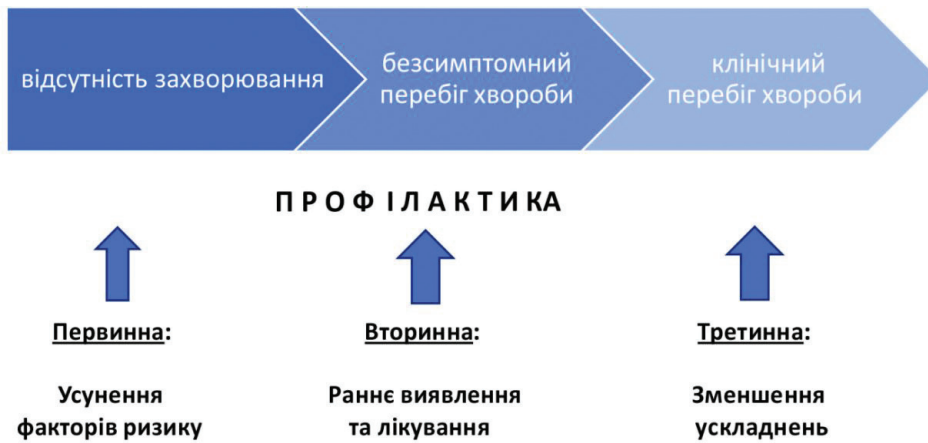 відсутність захворювання
безсимптомний
перебіг хвороби
клінічний
перебіг хвороби
ПРОФІЛАКТИКА
Первинна:
Усунення
факторів ризику
Вторинна:
Раннє виявлення
та лікування
Третинна:
Зменшення
ускладнень